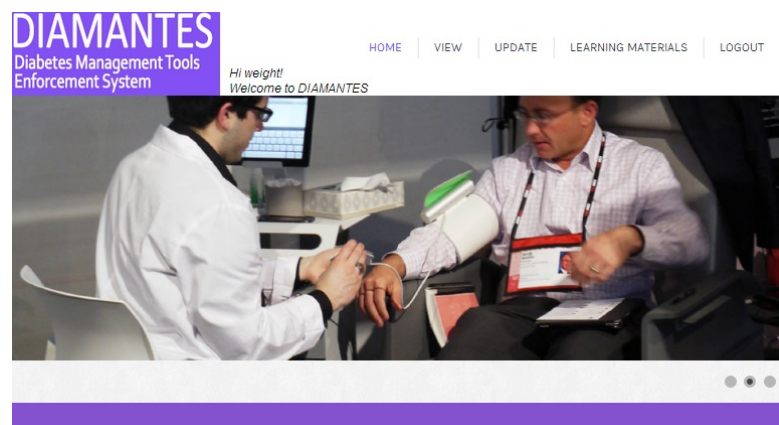 DIAMANTES
Diabetes Management Tools
Enforcement System
HOME VIEW UPDATE LEARNING MATERIALS LOGOUT
Hi weight!
Welcome to DIAMANTES